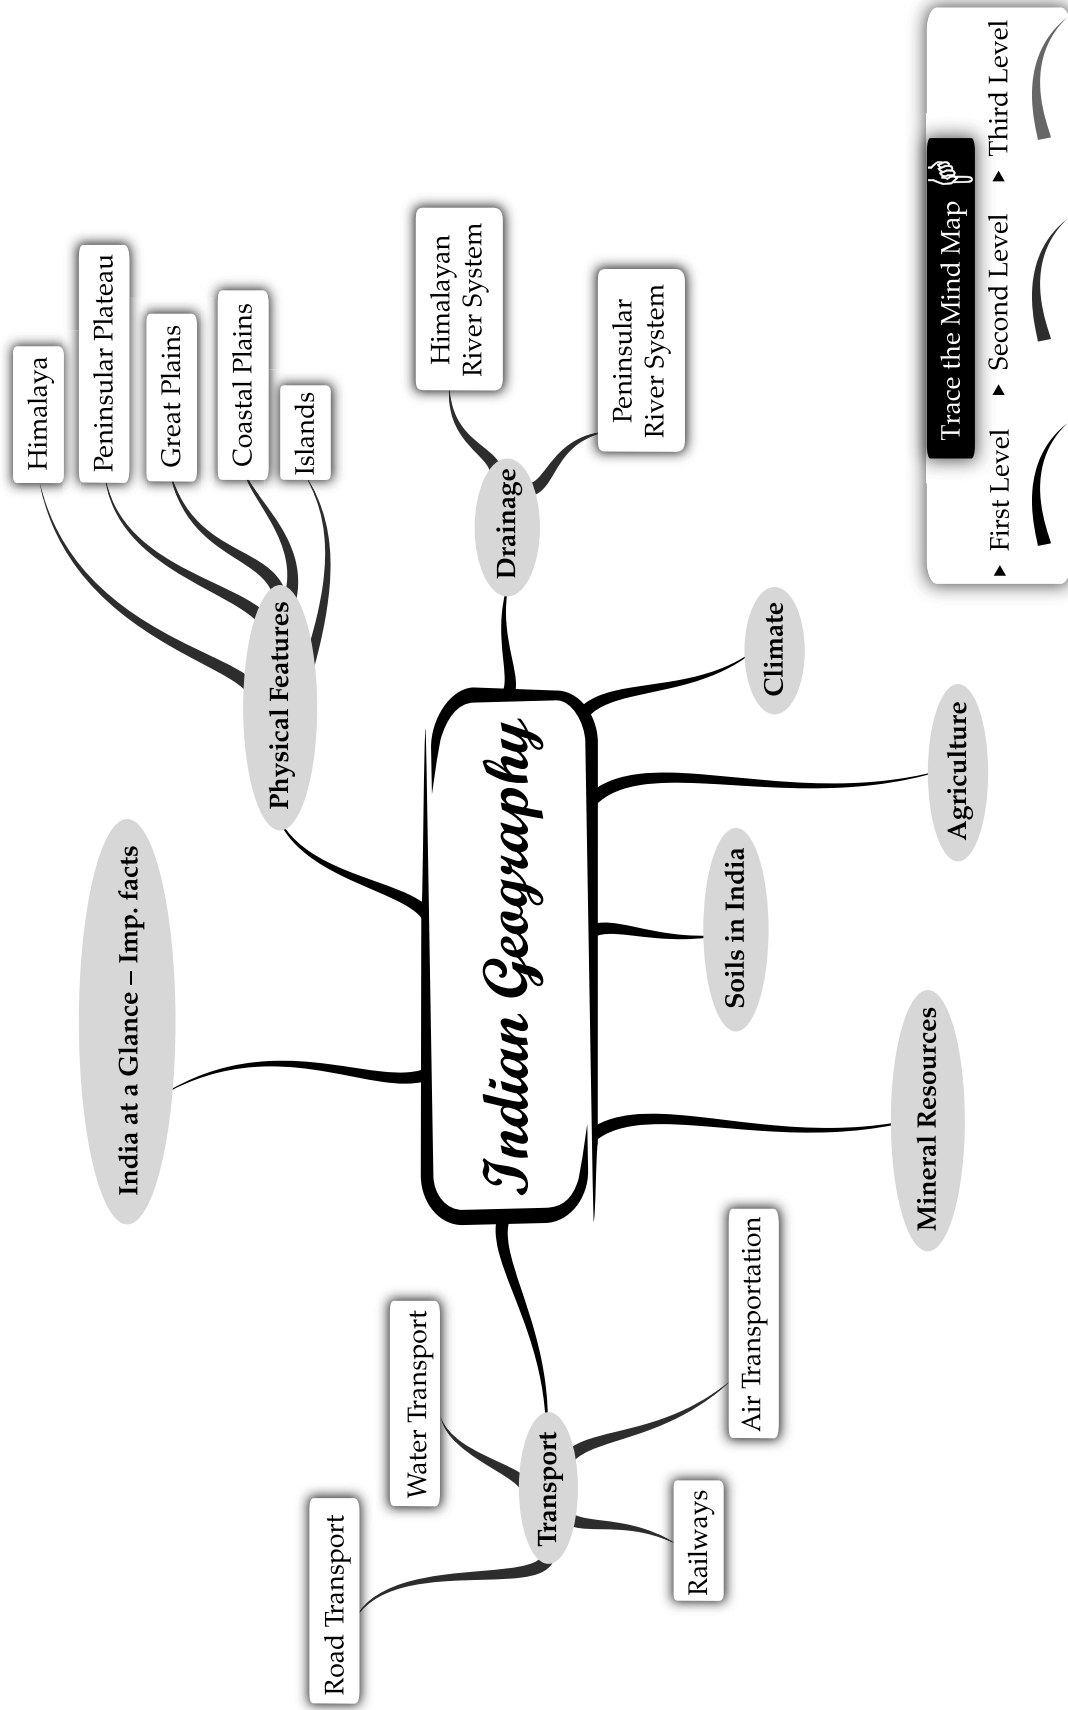 Himalaya
Peninsular Plateau
Great Plains
Coastal Plains
Islands
Physical Features
India at a Glance – Imp. facts
Himalayan
River System
Peninsular
River System
Drainage
Indian Geography
Climate
Agriculture
Soils in India
Mineral Resources
Transport
Road Transport
Water Transport
Railways
Air Transportation
Trace the Mind Map
First Level
Second Level
Third Level